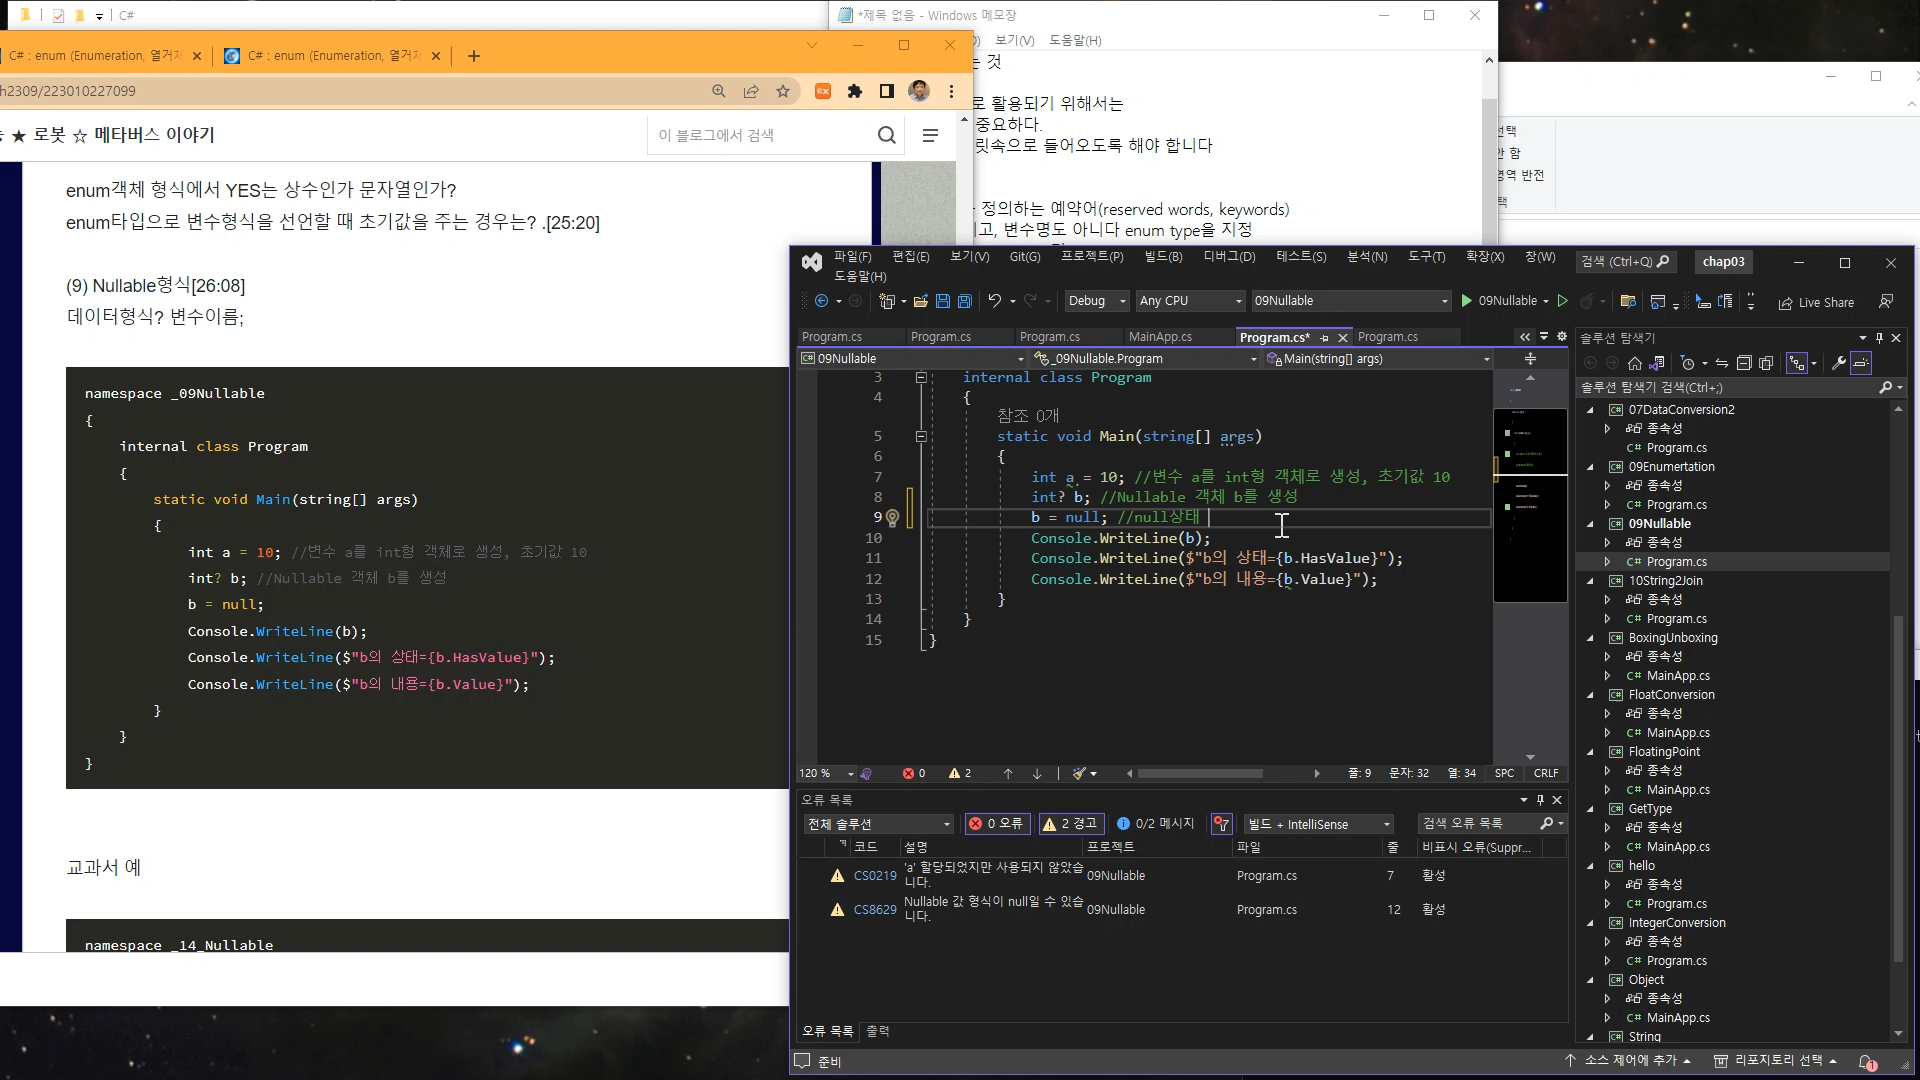 C#
*제목 없음 - Windows 메모장
보기(V) 도움말(H)
C# : enum (Enumeration, 열거
C# : enum (Enumeration, 열거
h2309/223010227099
★ 로봇 ☆ 메타버스 이야기
이 블로그에서 검색
는 것
로 활용되기 위해서는
중요하다.
릿속으로 들어오도록 해야 합니다
정의하는 예약어(reserved words, keywords)
고, 변수명도 아니다 enum type을 지정
선택
안 함
영역 반전
택
enum객체 형식에서 YES는 상수인가 문자열인가?
enum타입으로 변수형식을 선언할 때 초기값을 주는 경우는? .[25:20]
(9) Nullable형식[26:08]
데이터형식? 변수이름;
namespace _09Nullable
{
internal class Program
{
static void Main(string[] args)
{
int a = 10; //변수 a를 int형 객체로 생성, 초기값 10
int? b; //Nullable 객체 b를 생성
b = null;
Console.WriteLine(b);
Console.WriteLine($"b의 상태={b.HasValue}");
Console.WriteLine($"b의 내용={b.Value}");
}
}
}
교과서 예
namespace _14_Nullable
파일(F) 편집(E) 보기(V) Git(G) 프로젝트(P) 빌드(B) 디버그(D) 테스트(S) 분석(N) 도구(T) 확장(X) 창(W)
도움말(H)
검색 (Ctrl+Q)
chap03
Debug Any CPU 09Nullable 09Nullable Live Share
Program.cs Program.cs Program.cs MainApp.cs Program.cs* Program.cs
09Nullable _09Nullable.Program Main(string[] args)
3 internal class Program
4 {
참조 0개
5 static void Main(string[] args)
6 {
7 int a = 10; //변수 a를 int형 객체로 생성, 초기값 10
8 int? b; //Nullable 객체 b를 생성
9 b = null; //null상태
10 Console.WriteLine(b);
11 Console.WriteLine($"b의 상태={b.HasValue}");
12 Console.WriteLine($"b의 내용={b.Value}");
13 }
14 }
15 }
120 % 0 2 줄: 9 문자: 32 열: 34 SPC CRLF
오류 목록
전체 솔루션 0 오류 2 경고 0/2 메시지 빌드 + IntelliSense 검색 오류 목록
코드 설명 프로젝트 파일 줄 비표시 오류(Suppr...
CS0219 'a' 할당되었지만 사용되지 않았습니다. 09Nullable Program.cs 7 활성
CS8629 Nullable 값 형식이 null일 수 있습니다. 09Nullable Program.cs 12 활성
오류 목록 출력
솔루션 탐색기
솔루션 탐색기 검색(Ctrl+;)
07DataConversion2
종속성
C# Program.cs
09Enumertation
종속성
C# Program.cs
09Nullable
종속성
C# Program.cs
10String2Join
종속성
C# Program.cs
BoxingUnboxing
종속성
C# MainApp.cs
FloatConversion
종속성
C# MainApp.cs
FloatingPoint
종속성
C# MainApp.cs
GetType
종속성
C# MainApp.cs
hello
종속성
C# Program.cs
IntegerConversion
종속성
C# Program.cs
Object
종속성
C# MainApp.cs
String
준비
소스 제어에 추가 리포지토리 선택 1